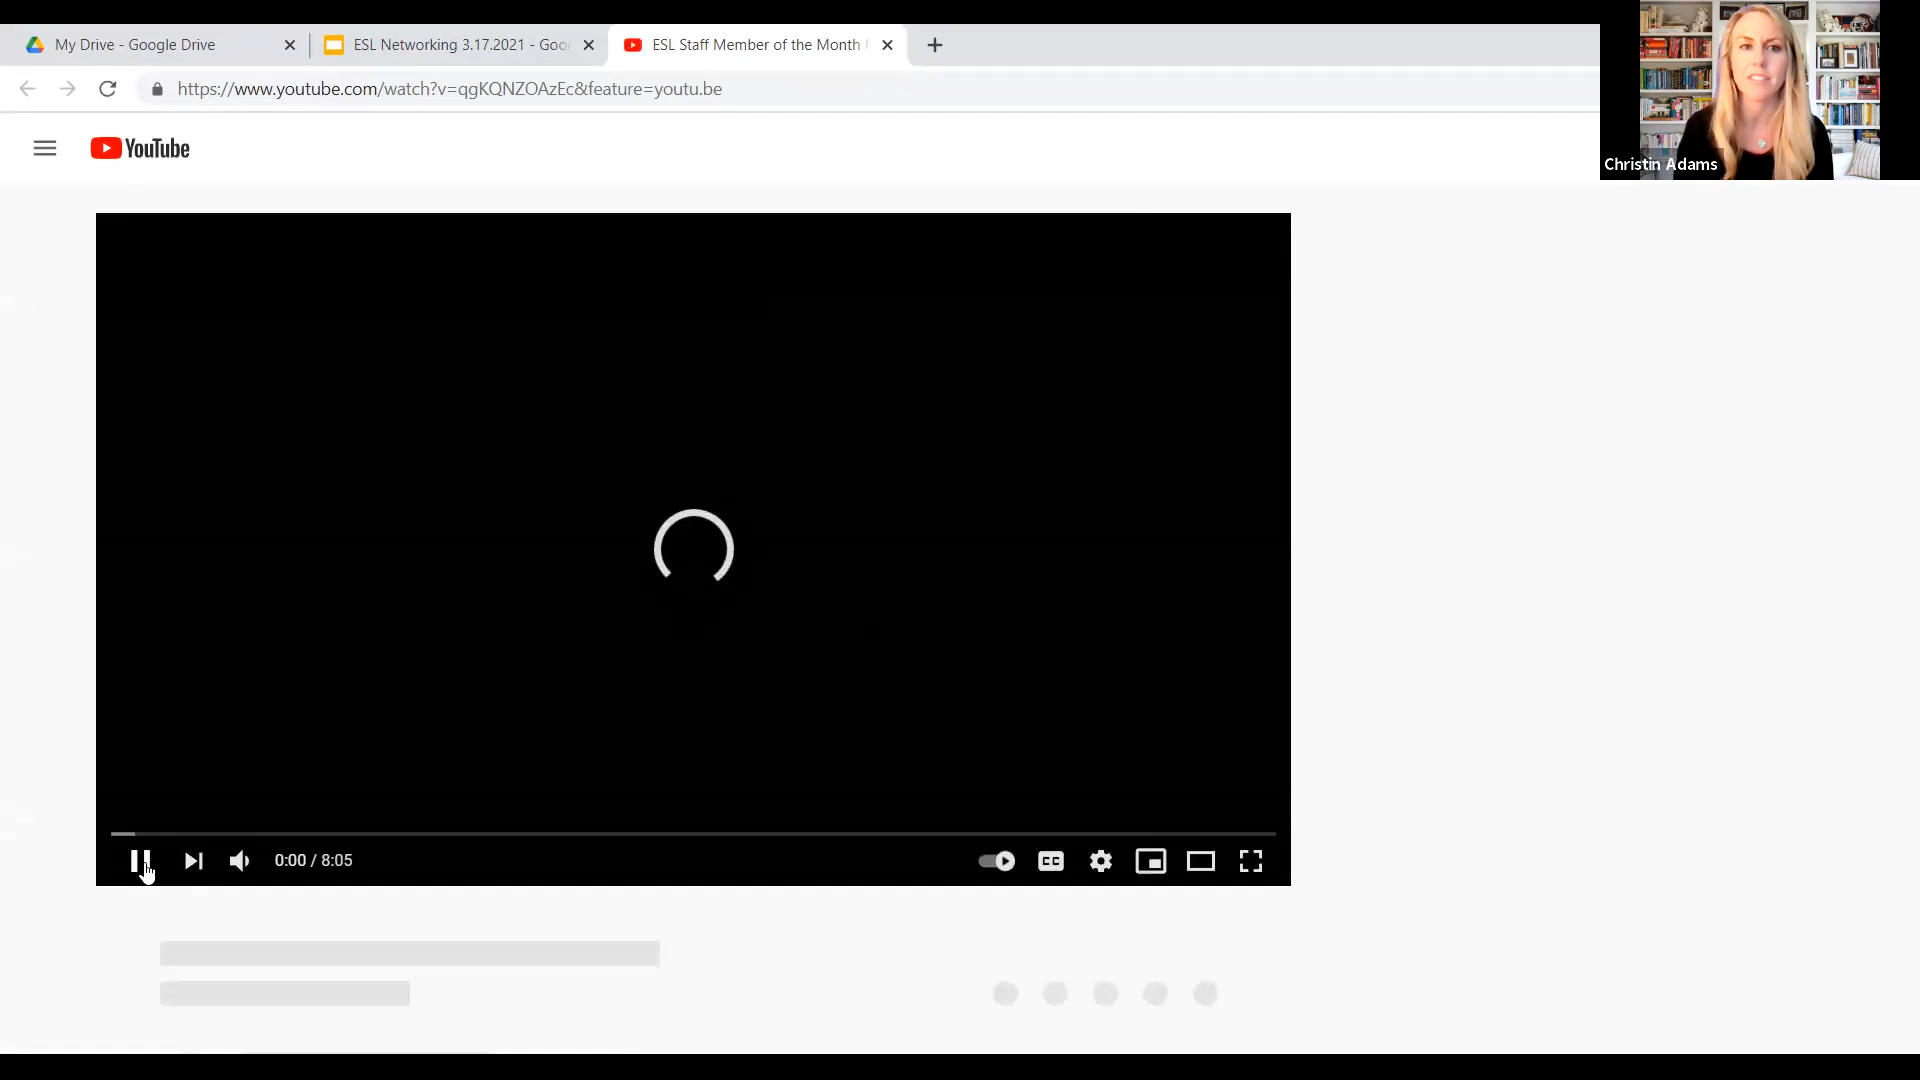 My Drive - Google Drive
ESL Networking 3.17.2021 - Goo
ESL Staff Member of the Month
https://www.youtube.com/watch?v=qgKQNZOAzEc&feature=youtu.be
YouTube
Christin Adams
0:00 / 8:05
CC